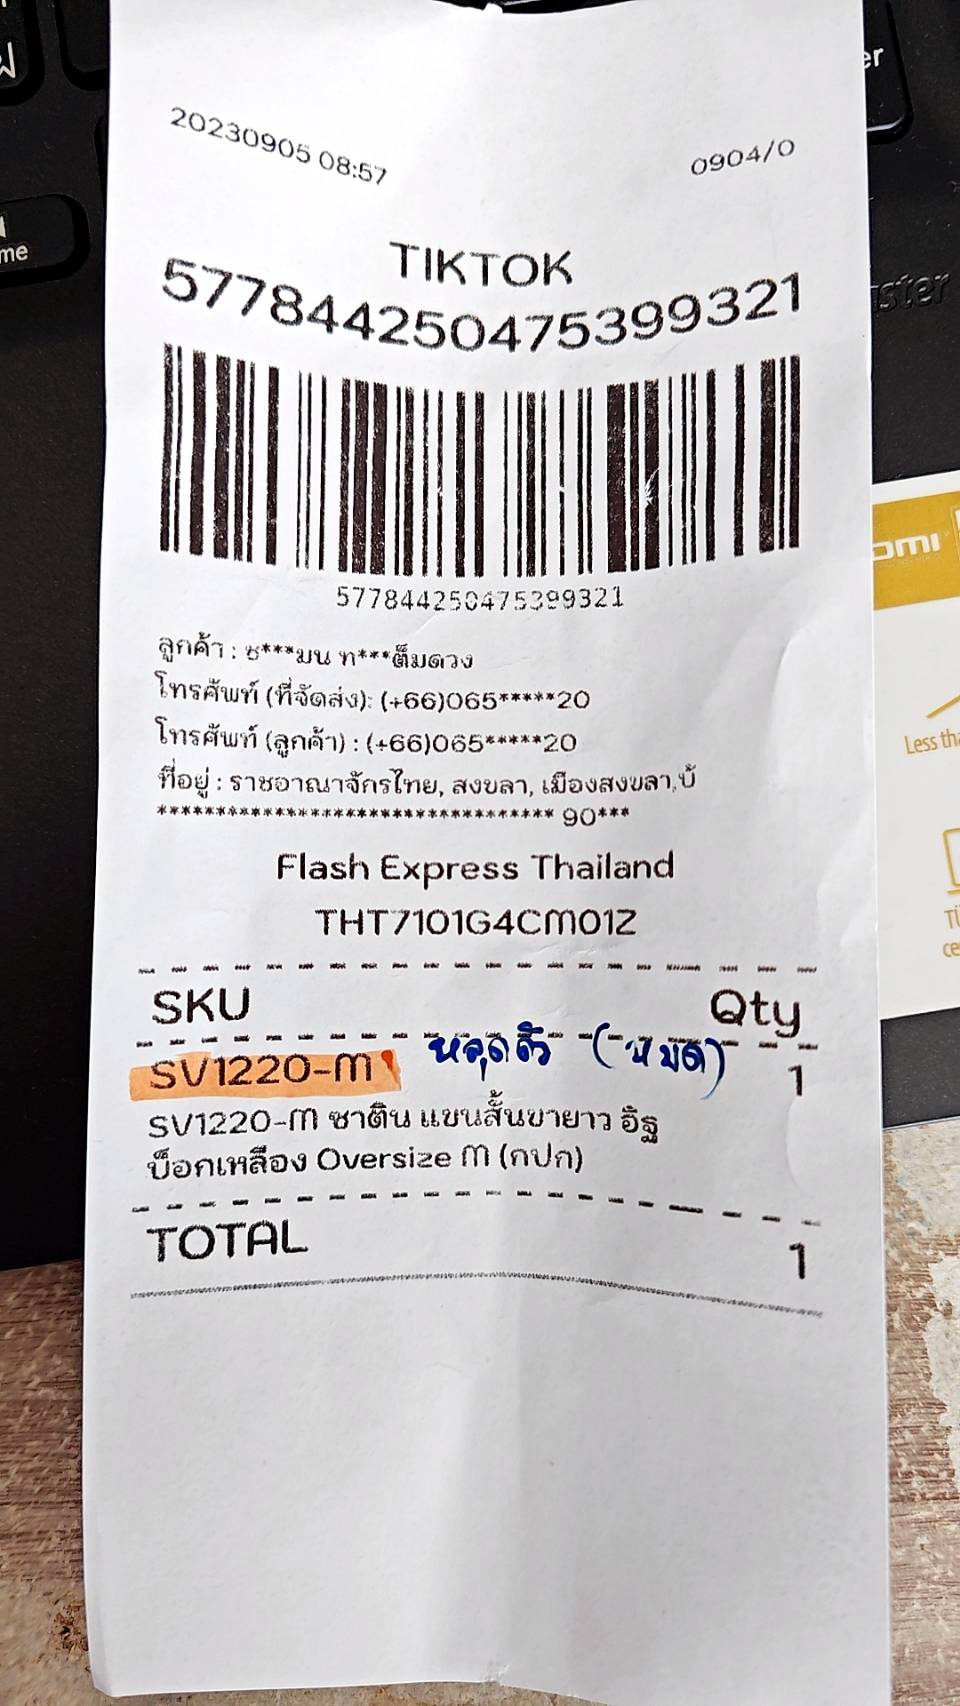 20230905 08:57
0904/0
TIKTOK
577844250475399321
577844250475399321
ลูกค้า : ช***มน ท***ต็มดวง
โทรศัพท์ (ที่จัดส่ง): (+66)065*****20
โทรศัพท์ (ลูกค้า) : (+66)065*****20
ที่อยู่ : ราชอาณาจักรไทย, สงขลา, เมืองสงขลา,บ้
********************************** 90***
Flash Express Thailand
THT7101G4CM01Z
SKU Qty
SV1220-M หลุดคิว (หมด) 1
SV1220-M ซาติน แขนสั้นขายาว อิฐ
บ็อกเหลือง Oversize M (กปก)
TOTAL 1
er
me
ister
omi
Less tha
TÜ
ce